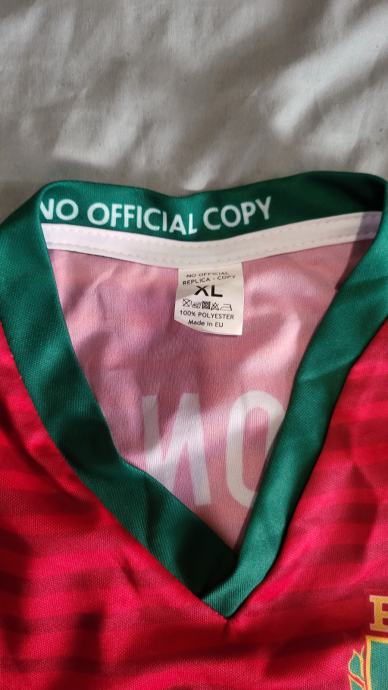 NO OFFICIAL COPY
NO OFFICIAL
REPLICA - COPY
XL
100% POLYESTER
Made in EU